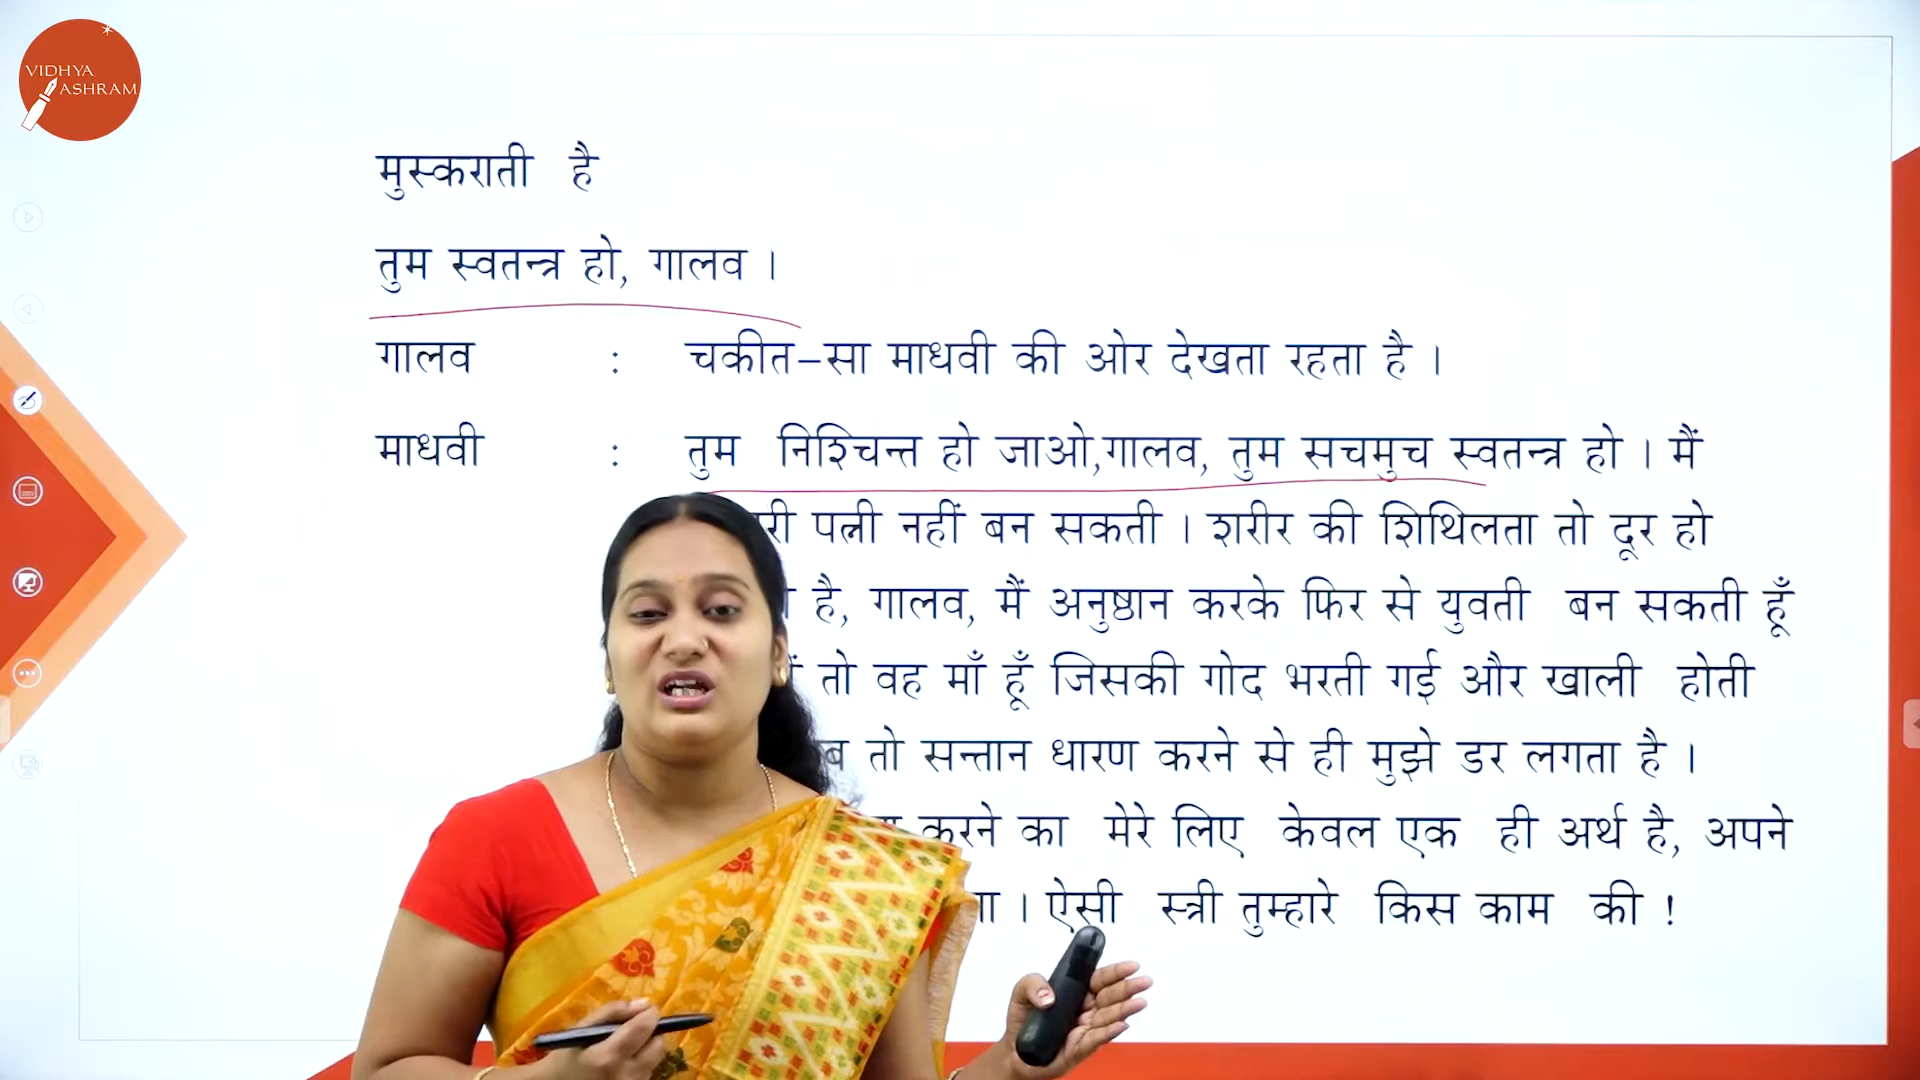 VIDHYA
ASHRAM
मुस्कराती है
तुम स्वतन्त्र हो, गालव ।
गालव : चकीत–सा माधवी की ओर देखता रहता है ।
माधवी : तुम निश्चिन्त हो जाओ,गालव, तुम सचमुच स्वतन्त्र हो । मैं
पत्नी नहीं बन सकती । शरीर की शिथिलता तो दूर हो
है, गालव, मैं अनुष्ठान करके फिर से युवती बन सकती हूँ
तो वह माँ हूँ जिसकी गोद भरती गई और खाली होती
तो सन्तान धारण करने से ही मुझे डर लगता है ।
करने का मेरे लिए केवल एक ही अर्थ है, अपने
। ऐसी स्त्री तुम्हारे किस काम की !